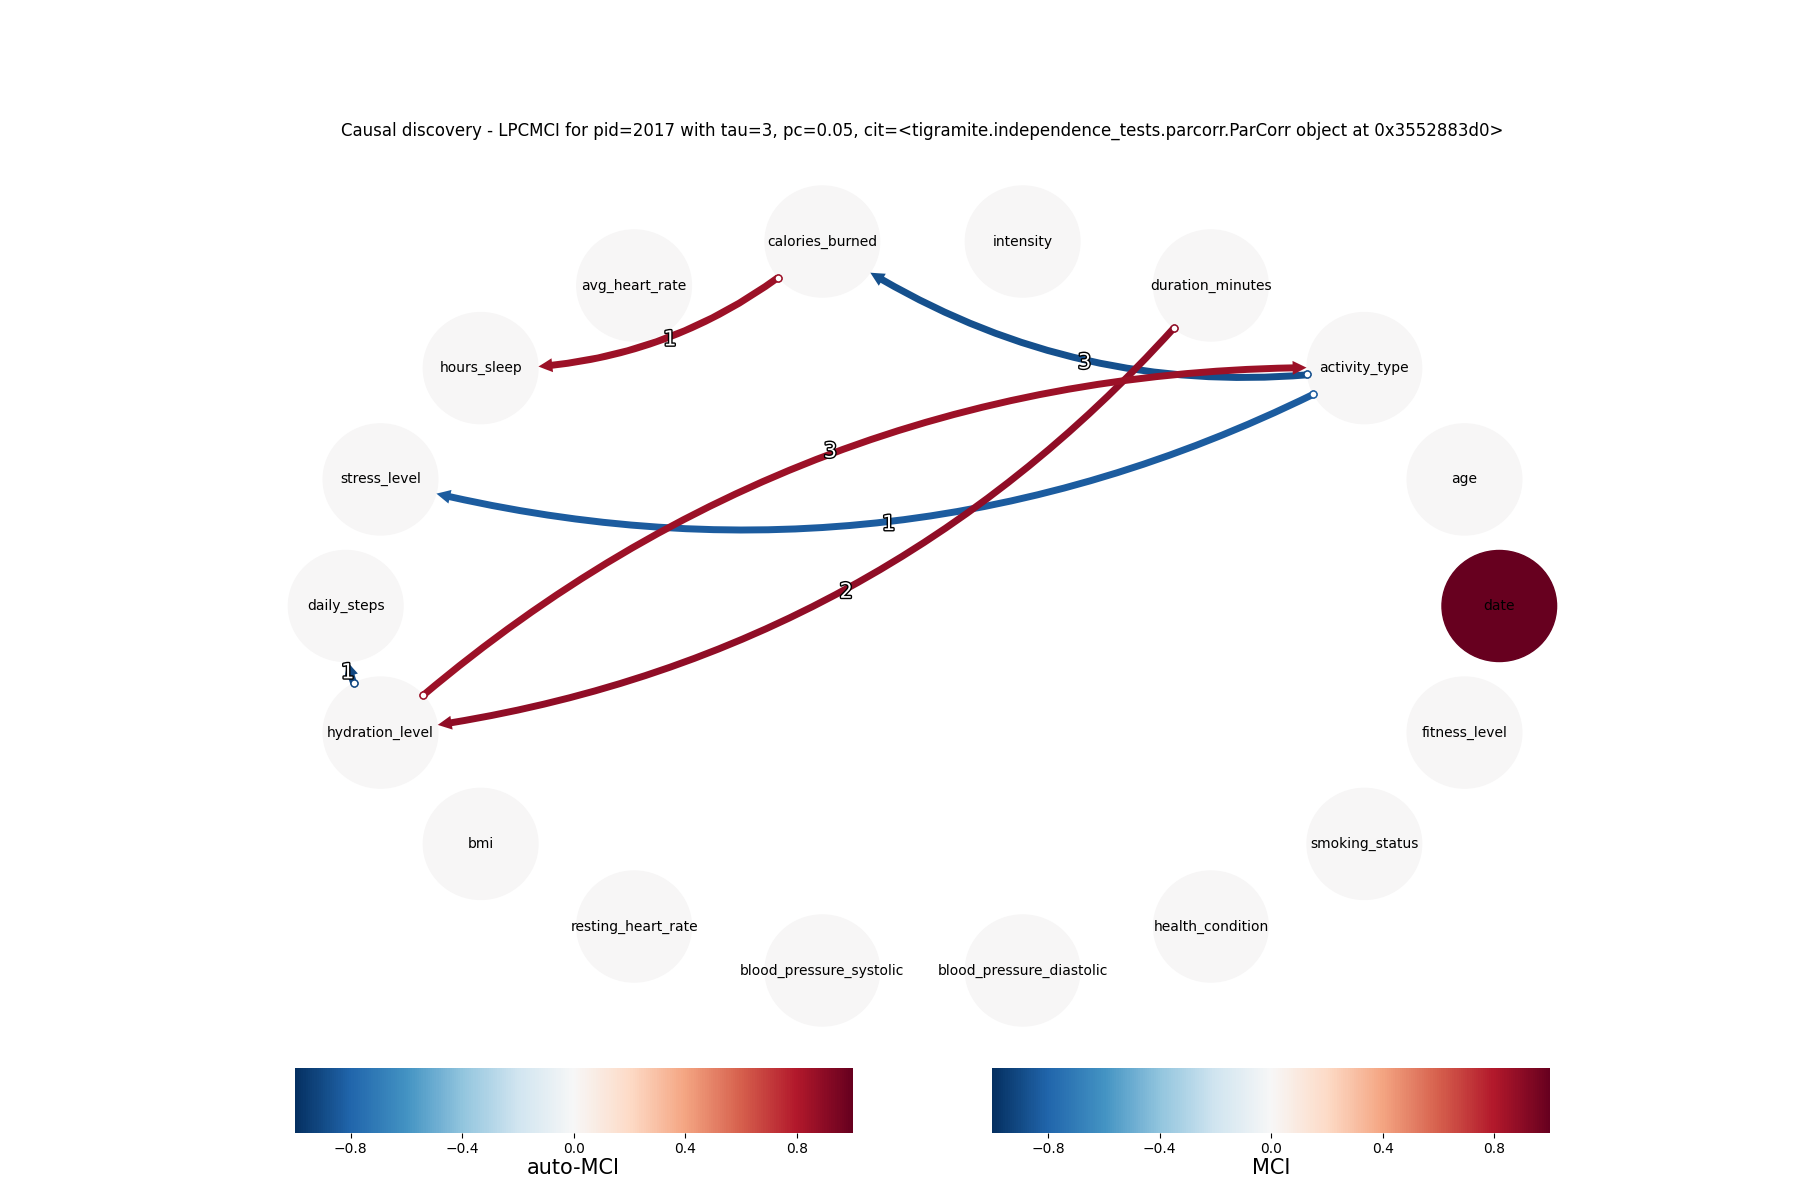 Causal discovery - LPCMCI for pid=2017 with tau=3, pc=0.05, cit=<tigramite.independence_tests.parcorr.ParCorr object at 0x3552883d0>
calories_burned
intensity
avg_heart_rate
duration_minutes
1
3
hours_sleep
activity_type
3
stress_level
age
1
2
daily_steps
date
1
hydration_level
fitness_level
bmi
smoking_status
resting_heart_rate
health_condition
blood_pressure_systolic
blood_pressure_diastolic
−0.8 −0.4 0.0 0.4 0.8
auto-MCI
−0.8 −0.4 0.0 0.4 0.8
MCI